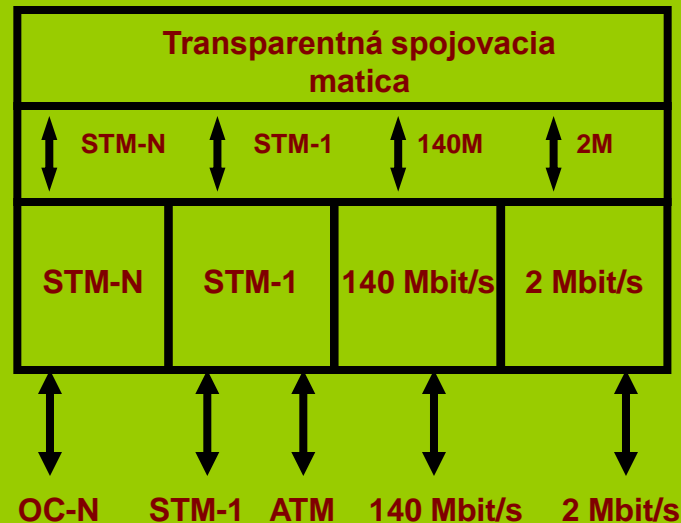 Transparentná spojovacia
matica
STM-N STM-1 140M 2M
STM-N STM-1 140 Mbit/s 2 Mbit/s
OC-N STM-1 ATM 140 Mbit/s 2 Mbit/s